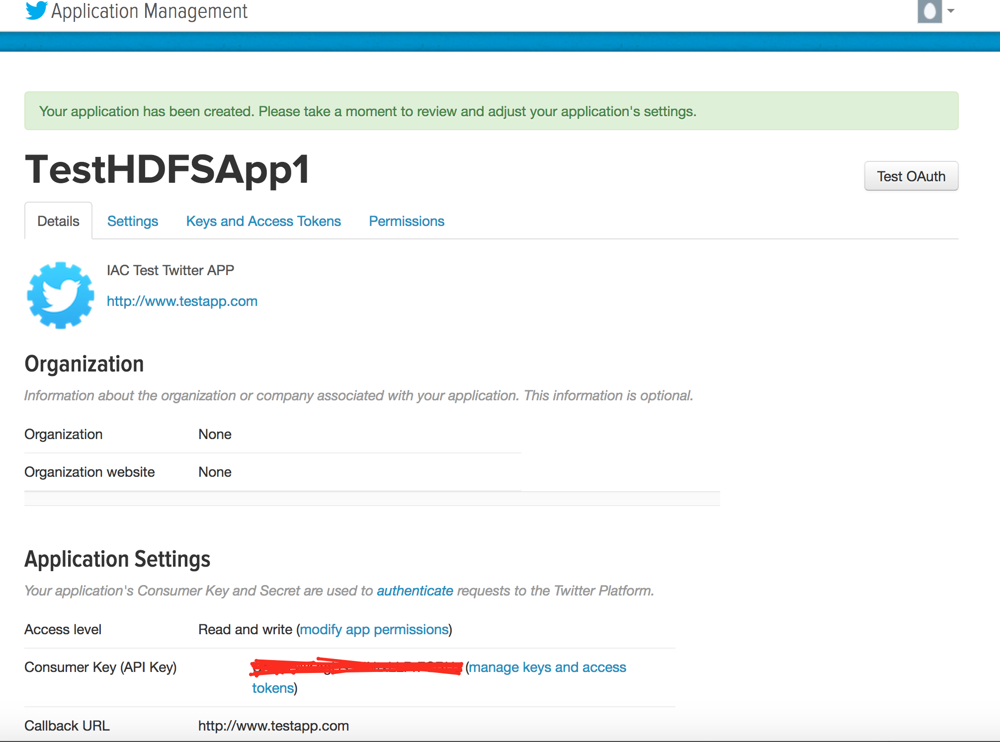 Application Management
Your application has been created. Please take a moment to review and adjust your application's settings.
TestHDFSApp1
Test OAuth
Details Settings Keys and Access Tokens Permissions
IAC Test Twitter APP
http://www.testapp.com
Organization
Information about the organization or company associated with your application. This information is optional.
Organization None
Organization website None
Application Settings
Your application's Consumer Key and Secret are used to authenticate requests to the Twitter Platform.
Access level Read and write (modify app permissions)
Consumer Key (API Key) (manage keys and access
tokens)
Callback URL http://www.testapp.com